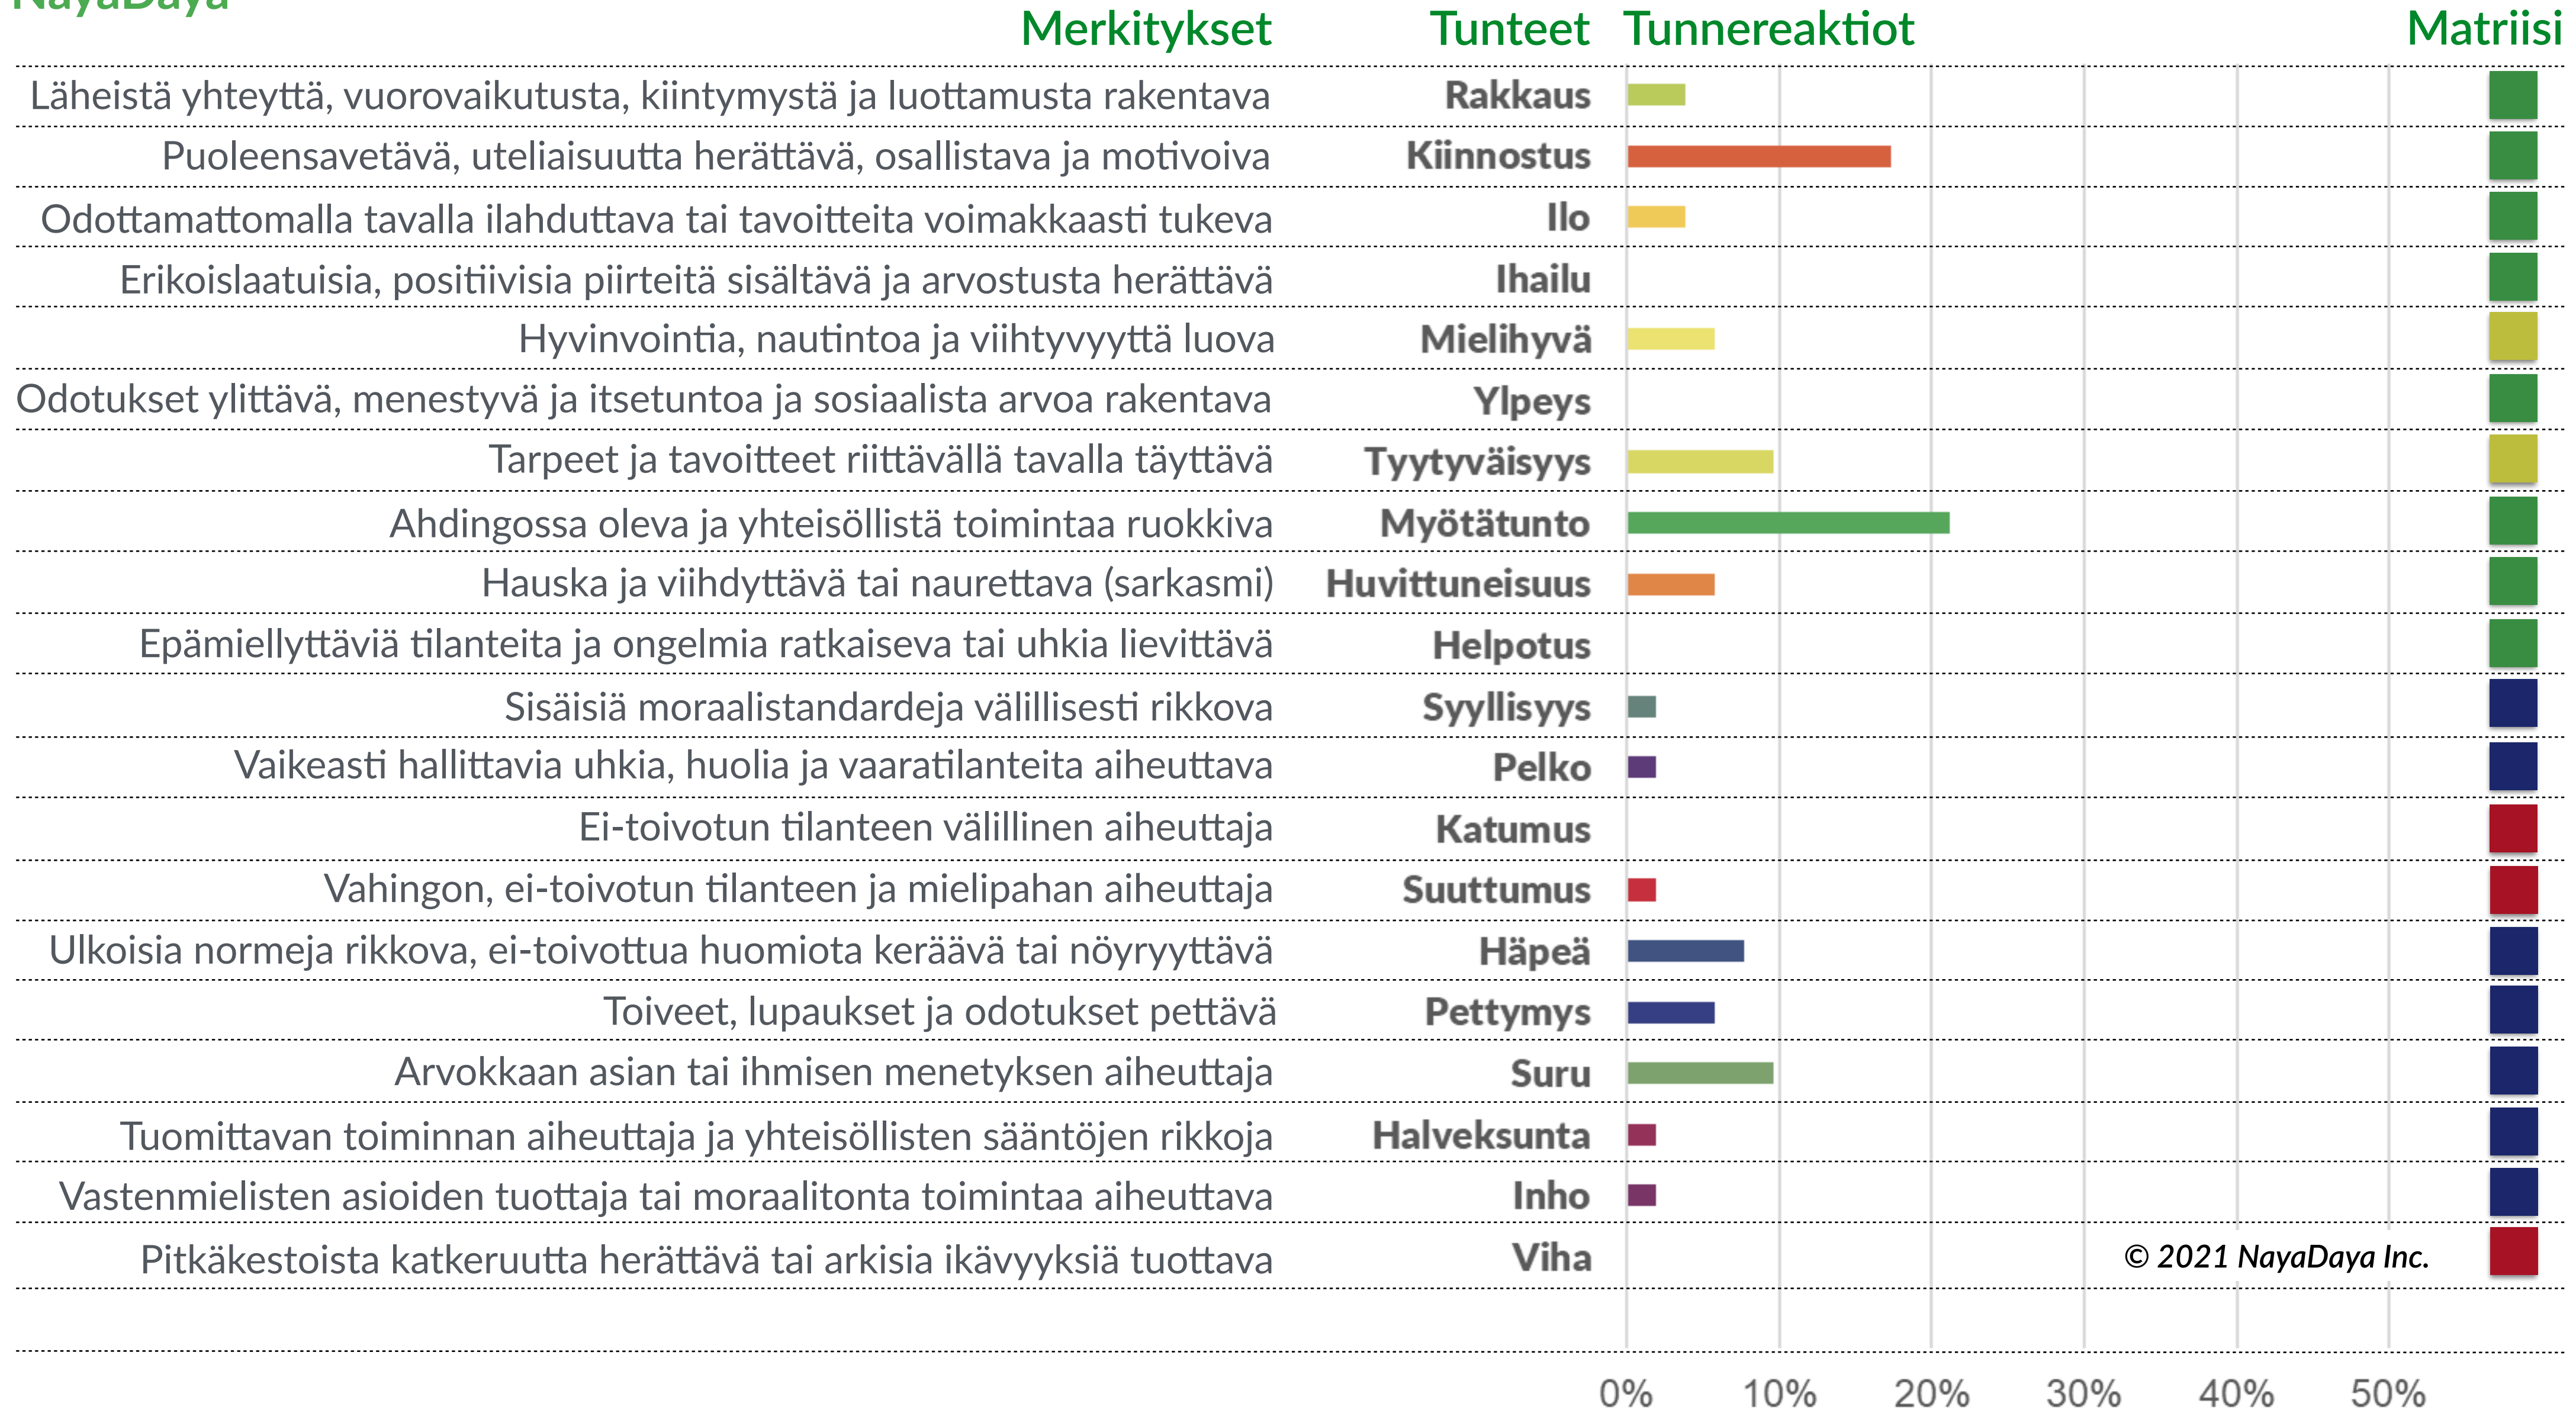 NayaDaya
Merkitykset Tunteet Tunnereaktiot Matriisi
Läheistä yhteyttä, vuorovaikutusta, kiintymystä ja luottamusta rakentava Rakkaus
Puoleensavetävä, uteliaisuutta herättävä, osallistava ja motivoiva Kiinnostus
Odottamattomalla tavalla ilahduttava tai tavoitteita voimakkaasti tukeva Ilo
Erikoislaatuisia, positiivisia piirteitä sisältävä ja arvostusta herättävä Ihailu
Hyvinvointia, nautintoa ja viihtyvyyttä luova Mielihyvä
Odotukset ylittävä, menestyvä ja itsetuntoa ja sosiaalista arvoa rakentava Ylpeys
Tarpeet ja tavoitteet riittävällä tavalla täyttävä Tyytyväisyys
Ahdingossa oleva ja yhteisöllistä toimintaa ruokkiva Myötätunto
Hauska ja viihdyttävä tai naurettava (sarkasmi) Huvittuneisuus
Epämiellyttäviä tilanteita ja ongelmia ratkaiseva tai uhkia lievittävä Helpotus
Sisäisiä moraalistandardeja välillisesti rikkova Syyllisyys
Vaikeasti hallittavia uhkia, huolia ja vaaratilanteita aiheuttava Pelko
Ei-toivotun tilanteen välillinen aiheuttaja Katumus
Vahingon, ei-toivotun tilanteen ja mielipahan aiheuttaja Suuttumus
Ulkoisia normeja rikkova, ei-toivottua huomiota keräävä tai nöyryyttävä Häpeä
Toiveet, lupaukset ja odotukset pettävä Pettymys
Arvokkaan asian tai ihmisen menetyksen aiheuttaja Suru
Tuomittavan toiminnan aiheuttaja ja yhteisöllisten sääntöjen rikkoja Halveksunta
Vastenmielisten asioiden tuottaja tai moraalitonta toimintaa aiheuttava Inho
Pitkäkestoista katkeruutta herättävä tai arkisia ikävyyksiä tuottava Viha © 2021 NayaDaya Inc.
0% 10% 20% 30% 40% 50%